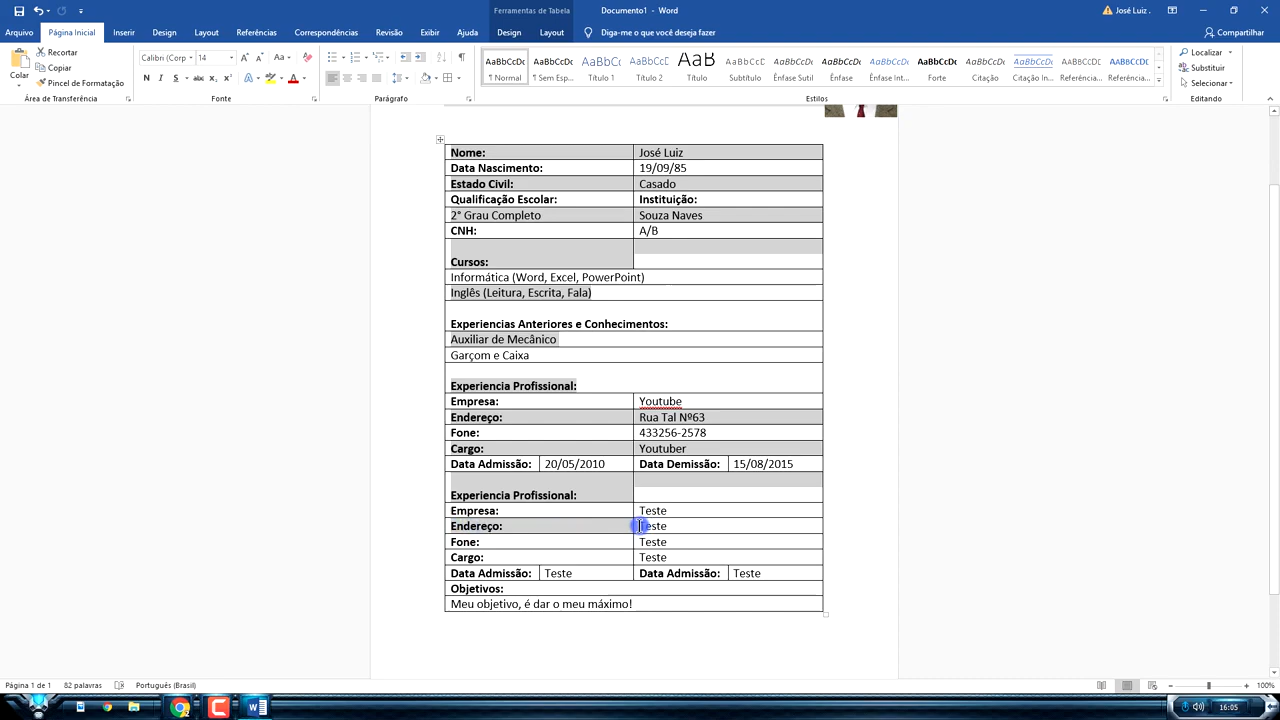 Ferramentas de Tabela
Documento1 - Word
José Luiz .
Arquivo Página Inicial Inserir Design Layout Referências Correspondências Revisão Exibir Ajuda Design Layout Diga-me o que você deseja fazer Compartilhar
Colar
Recortar
Copiar
Pincel de Formatação
Área de Transferência
Calibri (Corp 14
N I S abc x₂ x²
Fonte
Parágrafo
AaBbCcDc AaBbCcDc AaBbCcDc AaBbCcDc AaB AaBbCcD AaBbCcDc AaBbCcDc AaBbCcDc AaBbCcDc AaBbCcDc AaBbCcDc AaBbCcDc AaBbCcDc
¶ Normal ¶ Sem Esp... Título 1 Título 2 Título Subtítulo Ênfase Sutil Ênfase Ênfase Int... Forte Citação Citação In... Referência... Referência...
Estilos
Localizar
Substituir
Selecionar
Editando
Nome: José Luiz
Data Nascimento: 19/09/85
Estado Civil: Casado
Qualificação Escolar: Instituição:
2° Grau Completo Souza Naves
CNH: A/B
Cursos:
Informática (Word, Excel, PowerPoint)
Inglês (Leitura, Escrita, Fala)
Experiencias Anteriores e Conhecimentos:
Auxiliar de Mecânico
Garçom e Caixa
Experiencia Profissional:
Empresa: Youtube
Endereço: Rua Tal Nº63
Fone: 433256-2578
Cargo: Youtuber
Data Admissão: 20/05/2010 Data Demissão: 15/08/2015
Experiencia Profissional:
Empresa: Teste
Endereço: Teste
Fone: Teste
Cargo: Teste
Data Admissão: Teste Data Admissão: Teste
Objetivos:
Meu objetivo, é dar o meu máximo!
Página 1 de 1 82 palavras Português (Brasil) 100%
16:05